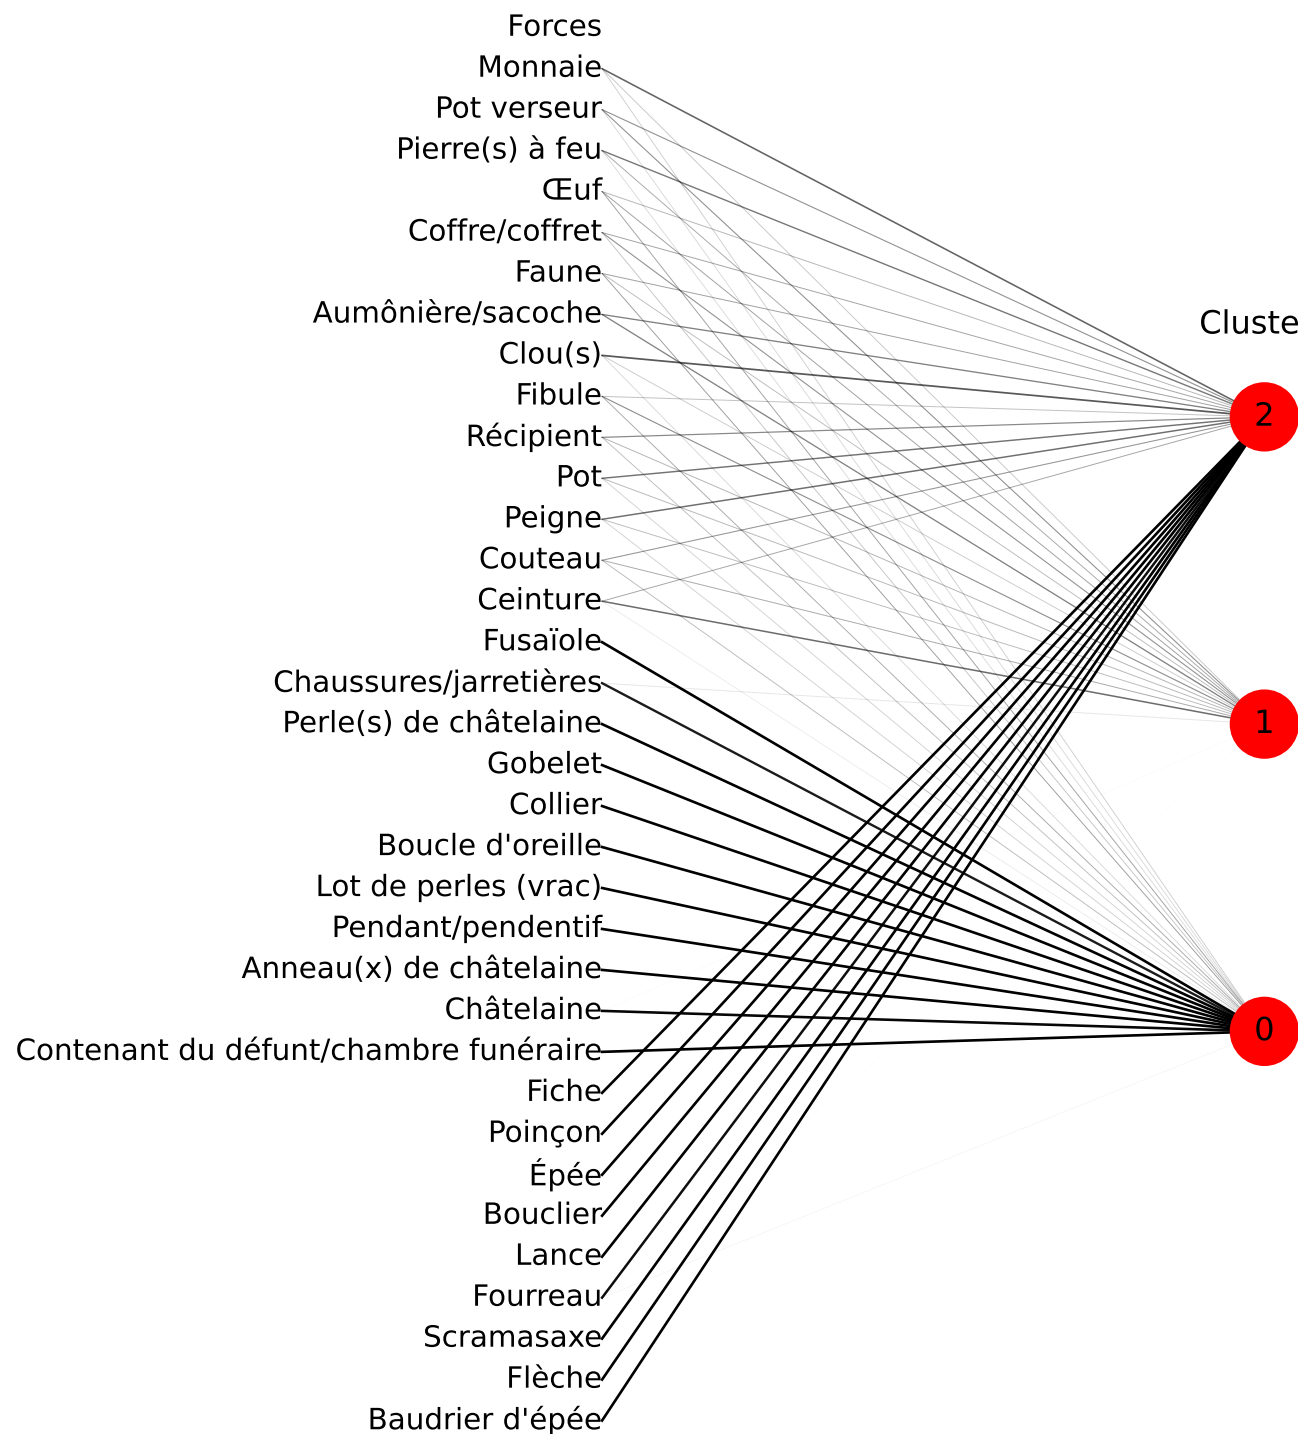 Forces
Monnaie
Pot verseur
Pierre(s) à feu
Œuf
Coffre/coffret
Faune
Aumônière/sacoche
Cluste
Clou(s)
Fibule
2
Récipient
Pot
Peigne
Couteau
Ceinture
Fusaïole
Chaussures/jarretières
Perle(s) de châtelaine
1
Gobelet
Collier
Boucle d'oreille
Lot de perles (vrac)
Pendant/pendentif
Anneau(x) de châtelaine
Châtelaine
0
Contenant du défunt/chambre funéraire
Fiche
Poinçon
Épée
Bouclier
Lance
Fourreau
Scramasaxe
Flèche
Baudrier d'épée